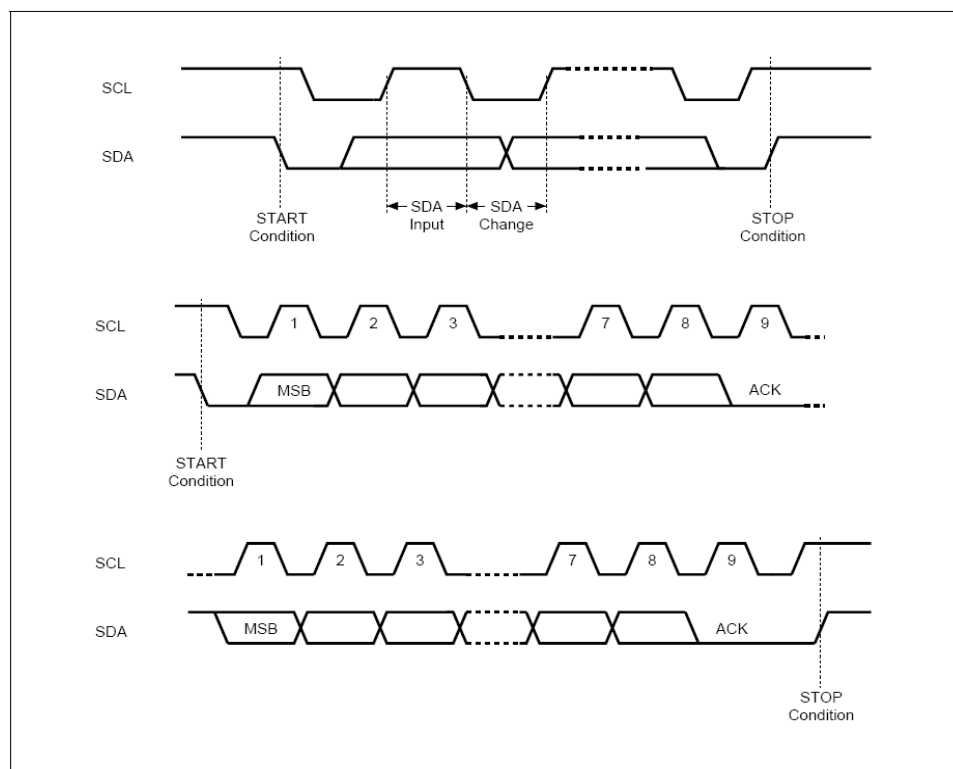 SCL
SDA
SDA
Input
SDA
Change
START
Condition
STOP
Condition
SCL
1 2 3 7 8 9
SDA
MSB ACK
START
Condition
SCL
1 2 3 7 8 9
SDA
MSB ACK
STOP
Condition